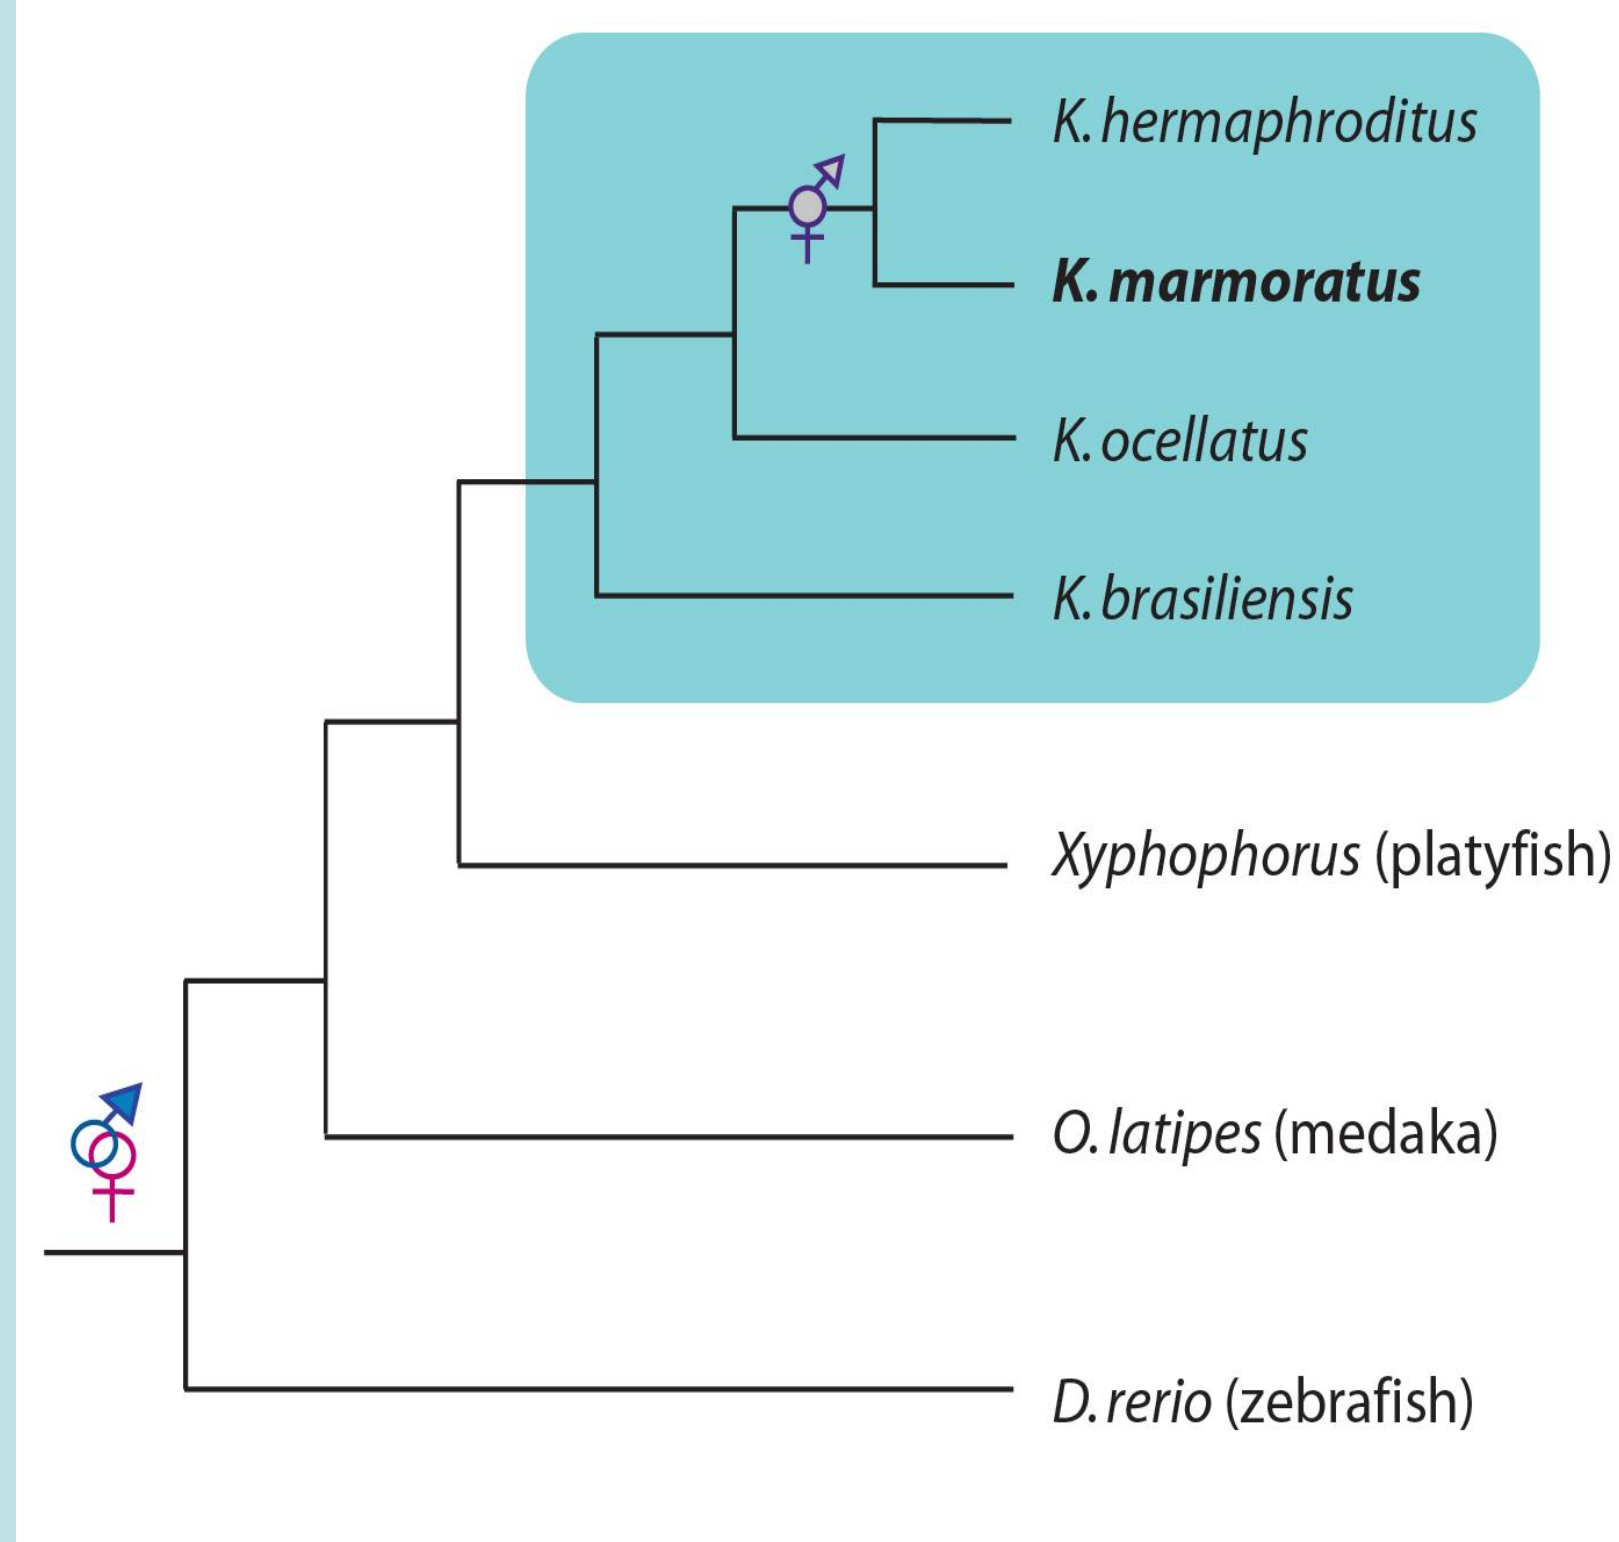 K. hermaphroditus
K. marmoratus
K. ocellatus
K. brasiliensis
Xyphophorus (platyfish)
O. latipes (medaka)
D. rerio (zebrafish)